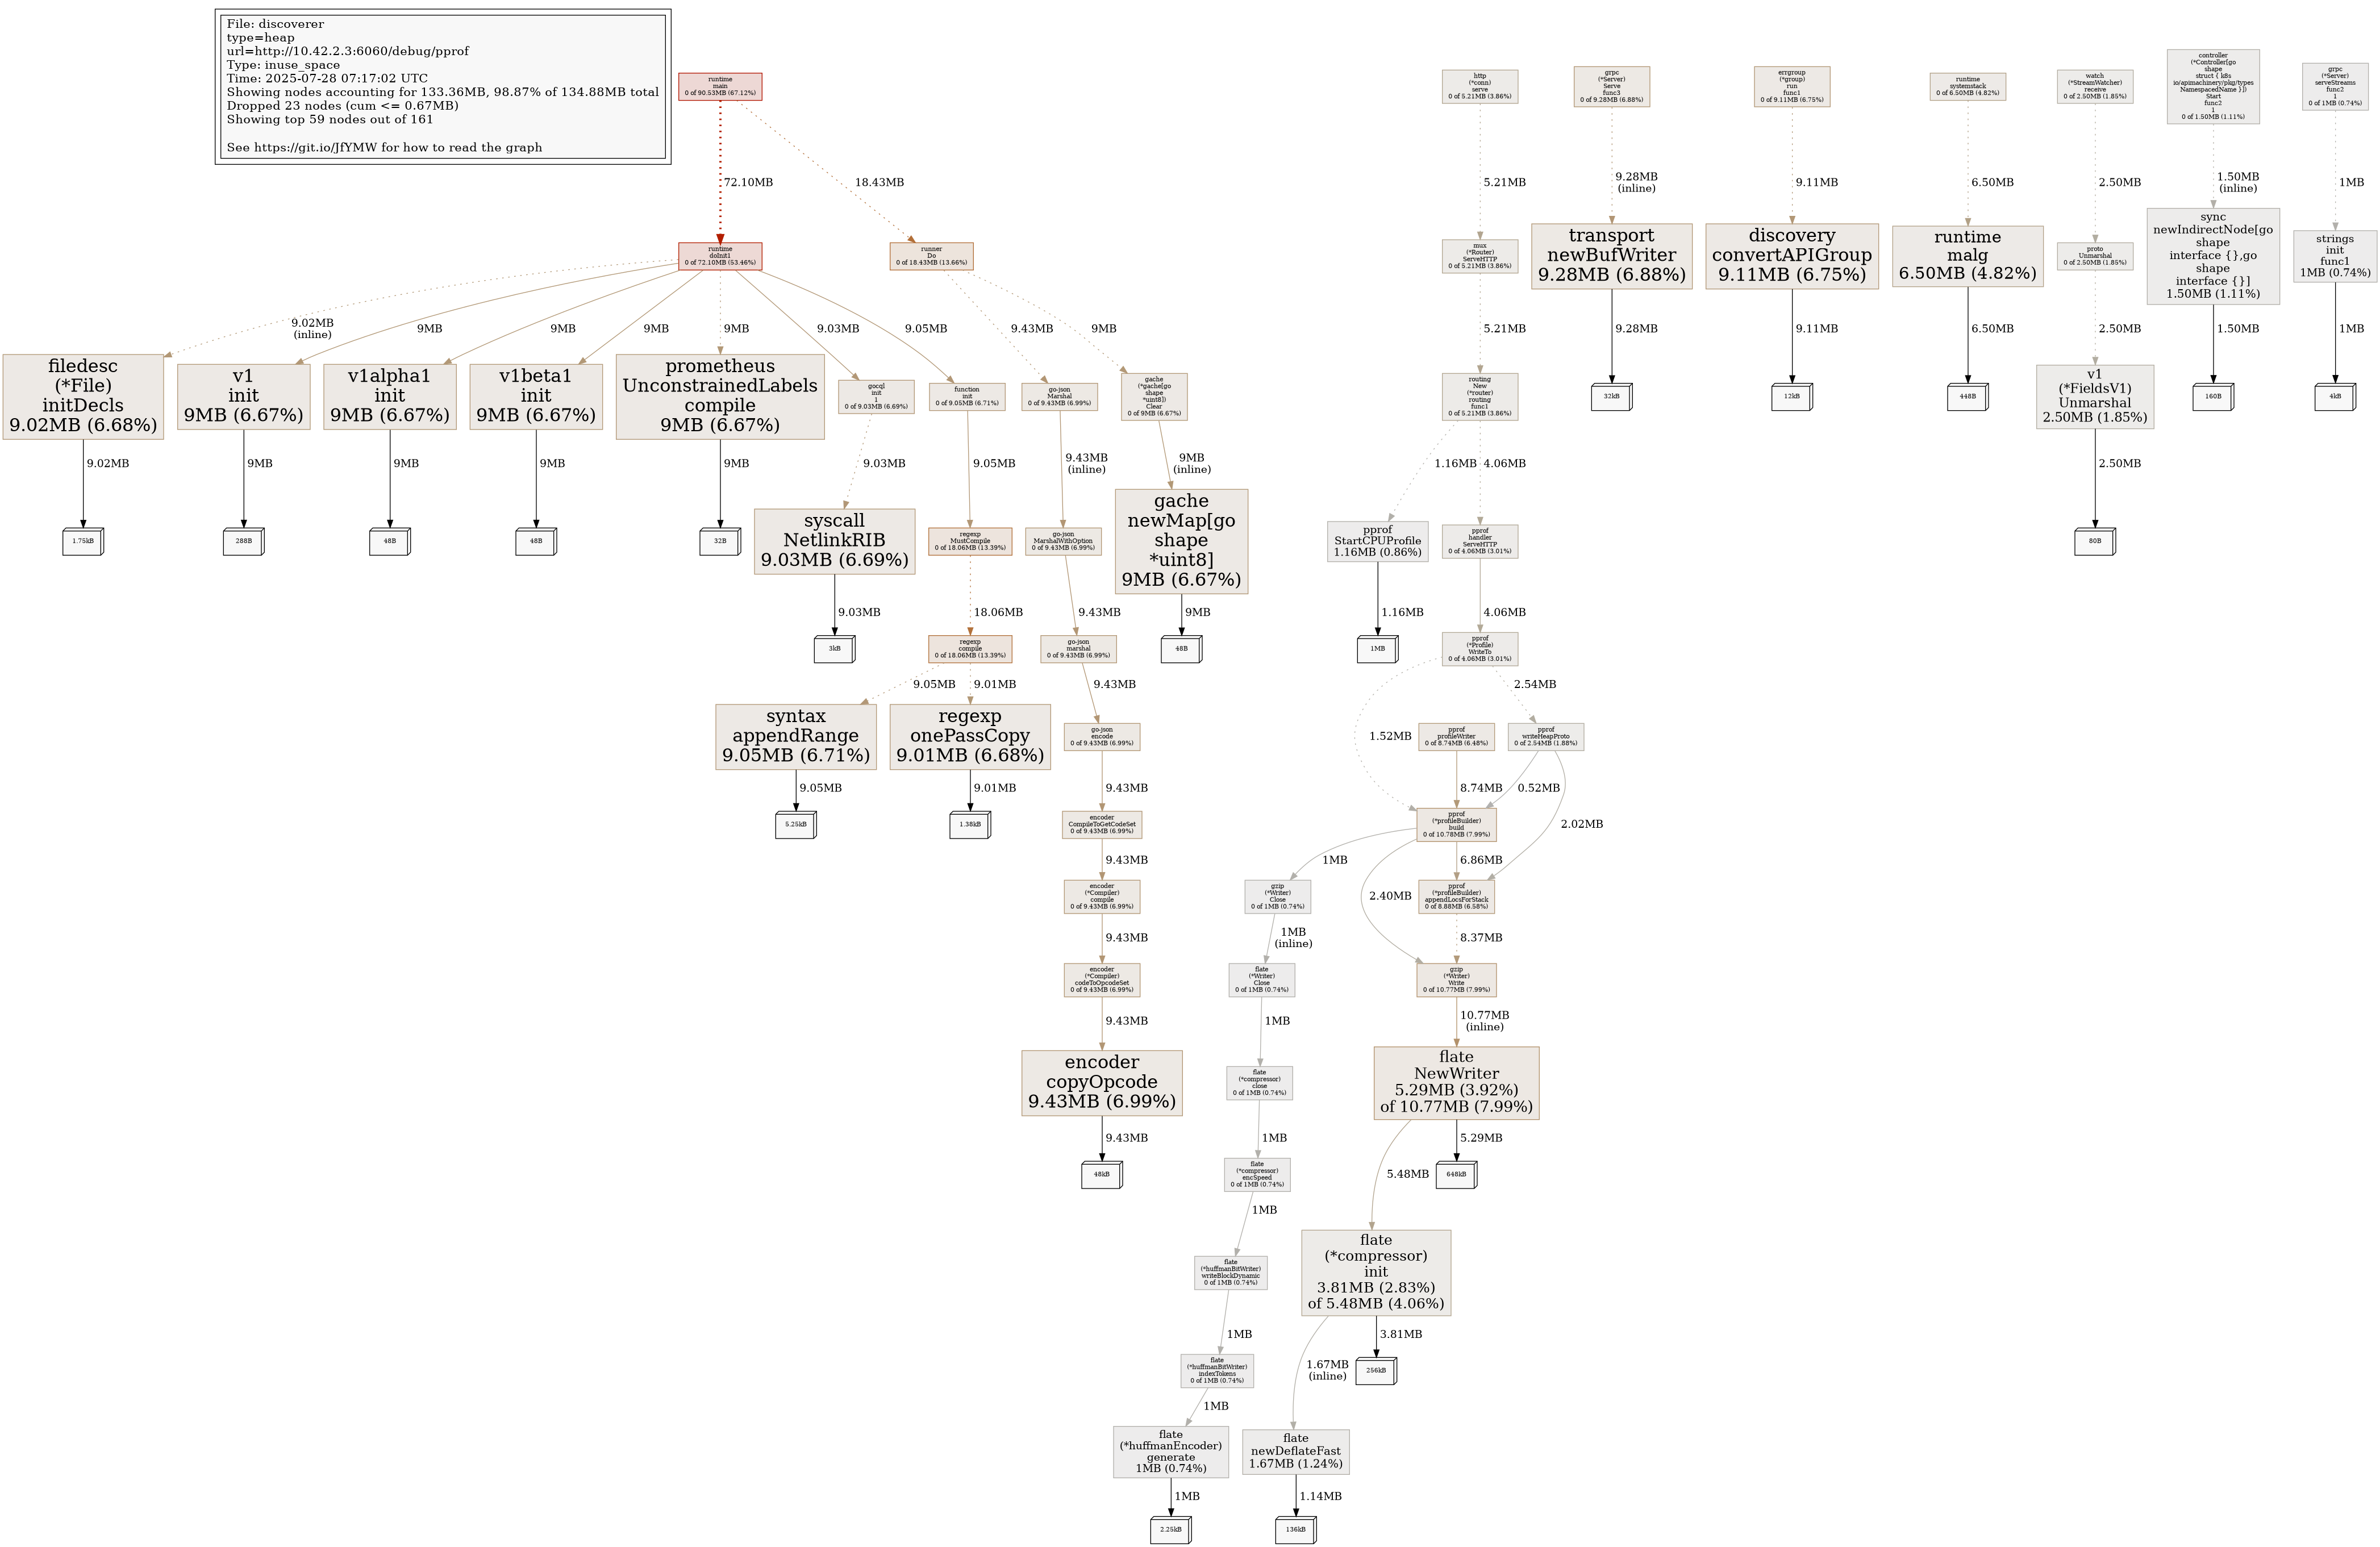 File: discoverer
type=heap
url=http://10.42.2.3:6060/debug/pprof
Type: inuse_space
Time: 2025-07-28 07:17:02 UTC
Showing nodes accounting for 133.36MB, 98.87% of 134.88MB total
Dropped 23 nodes (cum <= 0.67MB)
Showing top 59 nodes out of 161
See https://git.io/JfYMW for how to read the graph
runtime
main
0 of 90.53MB (67.12%)
http
(*conn)
serve
0 of 5.21MB (3.86%)
grpc
(*Server)
Serve
func3
0 of 9.28MB (6.88%)
errgroup
(*group)
run
func1
0 of 9.11MB (6.75%)
runtime
systemstack
0 of 6.50MB (4.82%)
watch
(*StreamWatcher)
receive
0 of 2.50MB (1.85%)
controller
(*Controller[go
shape
struct { k8s
io/apimachinery/pkg/types
NamespacedName }])
Start
func2
1
0 of 1.50MB (1.11%)
grpc
(*Server)
serveStreams
func2
1
0 of 1MB (0.74%)
72.10MB
18.43MB
5.21MB
9.28MB
(inline)
9.11MB
6.50MB
2.50MB
1.50MB
(inline)
1MB
runtime
doInit1
0 of 72.10MB (53.46%)
runner
Do
0 of 18.43MB (13.66%)
mux
(*Router)
ServeHTTP
0 of 5.21MB (3.86%)
transport
newBufWriter
9.28MB (6.88%)
discovery
convertAPIGroup
9.11MB (6.75%)
runtime
malg
6.50MB (4.82%)
proto
Unmarshal
0 of 2.50MB (1.85%)
sync
newIndirectNode[go
shape
interface {},go
shape
interface {}]
1.50MB (1.11%)
strings
init
func1
1MB (0.74%)
9.02MB
(inline)
9MB
9MB
9MB
9MB
9.03MB
9.05MB
9.43MB
9MB
5.21MB
9.28MB
9.11MB
6.50MB
2.50MB
1.50MB
1MB
filedesc
(*File)
initDecls
9.02MB (6.68%)
v1
init
9MB (6.67%)
v1alpha1
init
9MB (6.67%)
v1beta1
init
9MB (6.67%)
prometheus
UnconstrainedLabels
compile
9MB (6.67%)
gocql
init
1
0 of 9.03MB (6.69%)
function
init
0 of 9.05MB (6.71%)
go-json
Marshal
0 of 9.43MB (6.99%)
gache
(*gache[go
shape
*uint8])
Clear
0 of 9MB (6.67%)
routing
New
(*router)
routing
func1
0 of 5.21MB (3.86%)
32kB
12kB
448B
v1
(*FieldsV1)
Unmarshal
2.50MB (1.85%)
160B
4kB
9.02MB
9MB
9MB
9MB
9MB
9.03MB
9.05MB
9.43MB
(inline)
9MB
(inline)
1.16MB
4.06MB
2.50MB
1.75kB
288B
48B
48B
32B
syscall
NetlinkRIB
9.03MB (6.69%)
regexp
MustCompile
0 of 18.06MB (13.39%)
go-json
MarshalWithOption
0 of 9.43MB (6.99%)
gache
newMap[go
shape
*uint8]
9MB (6.67%)
pprof
StartCPUProfile
1.16MB (0.86%)
pprof
handler
ServeHTTP
0 of 4.06MB (3.01%)
80B
9.03MB
18.06MB
9.43MB
9MB
1.16MB
4.06MB
3kB
regexp
compile
0 of 18.06MB (13.39%)
go-json
marshal
0 of 9.43MB (6.99%)
48B
1MB
pprof
(*Profile)
WriteTo
0 of 4.06MB (3.01%)
9.05MB
9.01MB
9.43MB
2.54MB
syntax
appendRange
9.05MB (6.71%)
regexp
onePassCopy
9.01MB (6.68%)
go-json
encode
0 of 9.43MB (6.99%)
1.52MB
pprof
profileWriter
0 of 8.74MB (6.48%)
pprof
writeHeapProto
0 of 2.54MB (1.88%)
9.05MB
9.01MB
9.43MB
8.74MB
0.52MB
5.25kB
1.38kB
encoder
CompileToGetCodeSet
0 of 9.43MB (6.99%)
pprof
(*profileBuilder)
build
0 of 10.78MB (7.99%)
2.02MB
9.43MB
1MB
6.86MB
encoder
(*Compiler)
compile
0 of 9.43MB (6.99%)
gzip
(*Writer)
Close
0 of 1MB (0.74%)
2.40MB
pprof
(*profileBuilder)
appendLocsForStack
0 of 8.88MB (6.58%)
9.43MB
1MB
(inline)
8.37MB
encoder
(*Compiler)
codeToOpcodeSet
0 of 9.43MB (6.99%)
flate
(*Writer)
Close
0 of 1MB (0.74%)
gzip
(*Writer)
Write
0 of 10.77MB (7.99%)
9.43MB
1MB
10.77MB
(inline)
encoder
copyOpcode
9.43MB (6.99%)
flate
(*compressor)
close
0 of 1MB (0.74%)
flate
NewWriter
5.29MB (3.92%)
of 10.77MB (7.99%)
9.43MB
1MB
5.29MB
48kB
flate
(*compressor)
encSpeed
0 of 1MB (0.74%)
5.48MB
648kB
1MB
flate
(*huffmanBitWriter)
writeBlockDynamic
0 of 1MB (0.74%)
flate
(*compressor)
init
3.81MB (2.83%)
of 5.48MB (4.06%)
1MB
3.81MB
flate
(*huffmanBitWriter)
indexTokens
0 of 1MB (0.74%)
1.67MB
(inline)
256kB
1MB
flate
(*huffmanEncoder)
generate
1MB (0.74%)
flate
newDeflateFast
1.67MB (1.24%)
1MB
1.14MB
2.25kB
136kB